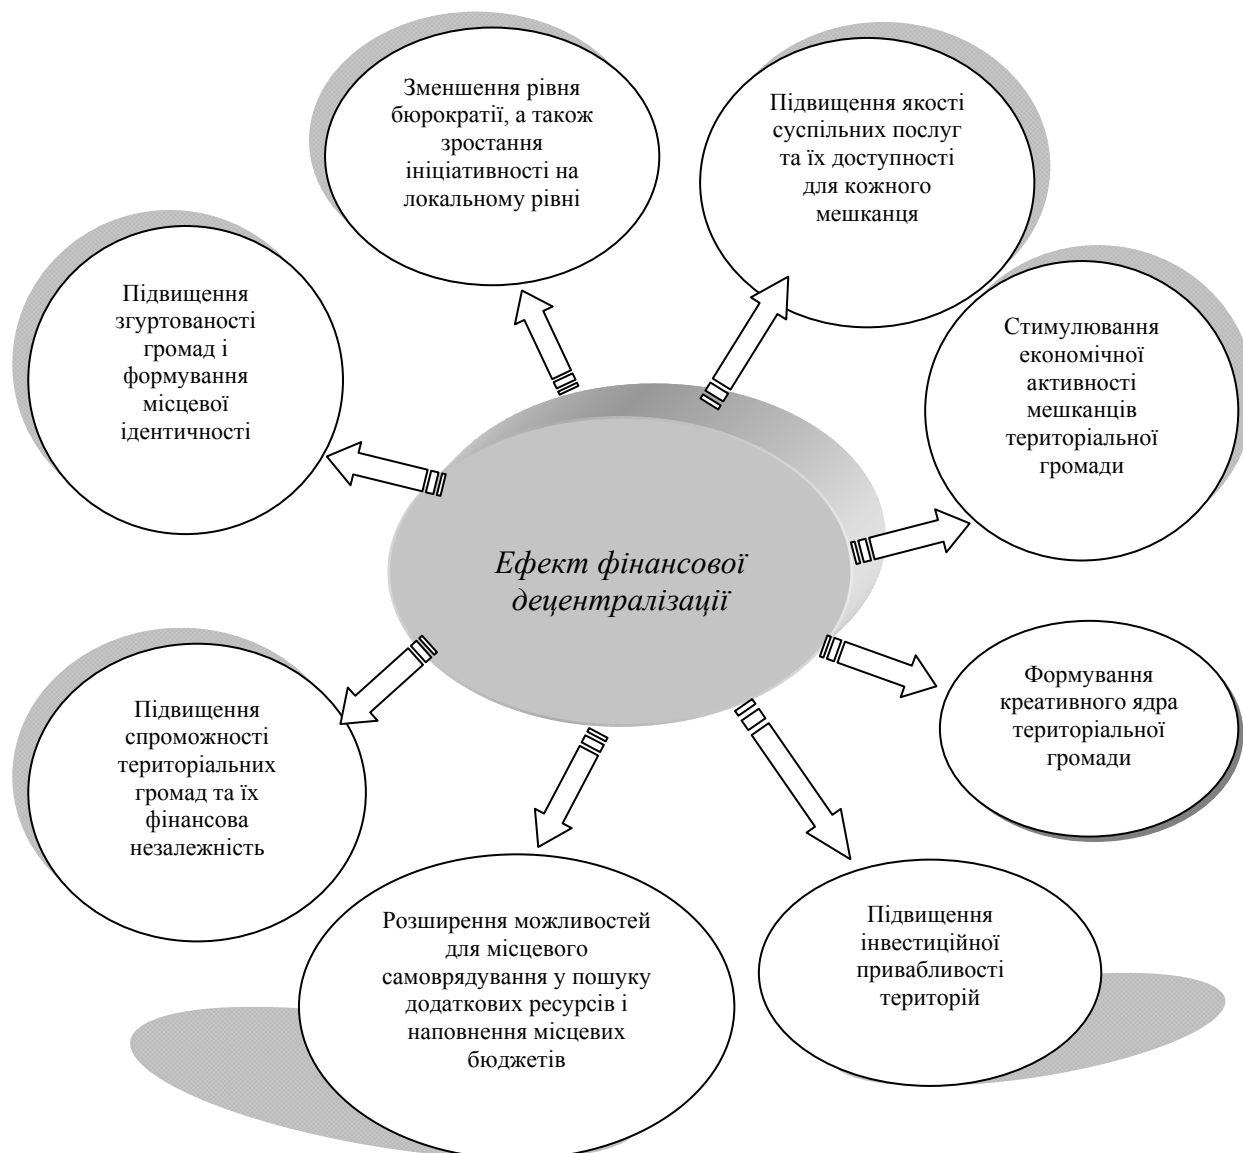 Зменшення рівня
бюрократії, а також
зростання
ініціативності на
локальному рівні
Підвищення якості
суспільних послуг
та їх доступності
для кожного
мешканця
Підвищення
згуртованості
громад і
формування
місцевої
ідентичності
Стимулювання
економічної
активності
мешканців
територіальної
громади
Ефект фінансової
децентралізації
Формування
креативного ядра
територіальної
громади
Підвищення
спроможності
територіальних
громад та їх
фінансова
незалежність
Розширення можливостей
для місцевого
самоврядування у пошуку
додаткових ресурсів і
наповнення місцевих
бюджетів
Підвищення
інвестиційної
привабливості
територій